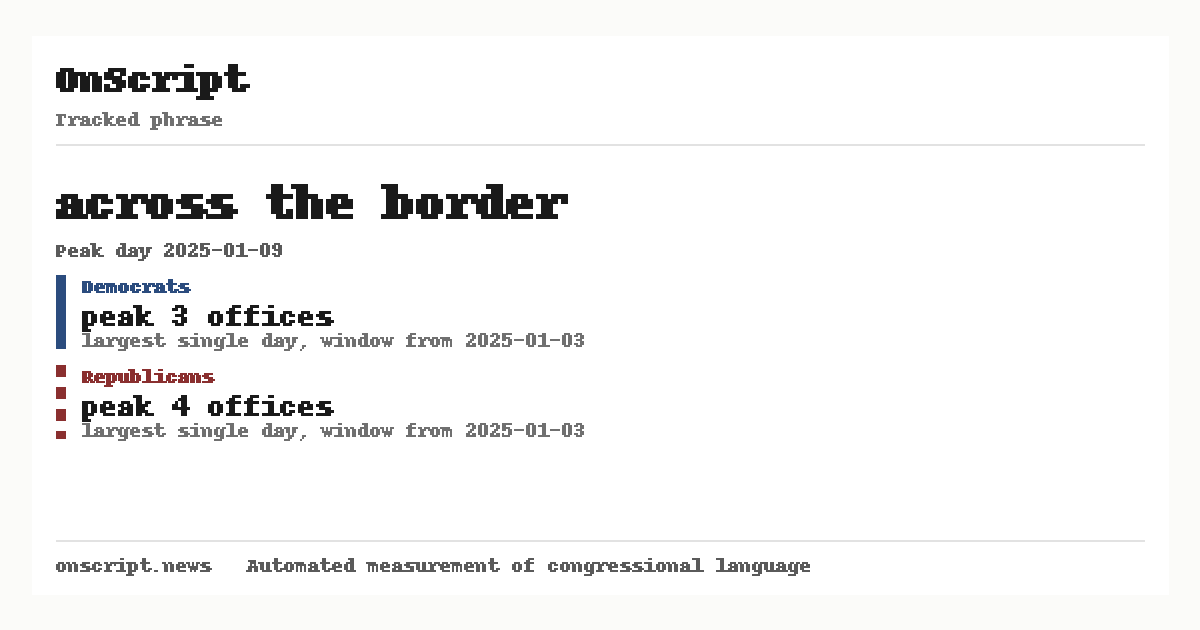 OnScript
Tracked phrase
across the border
Peak day 2025-01-09
Democrats
peak 3 offices
largest single day, window from 2025-01-03
Republicans
peak 4 offices
largest single day, window from 2025-01-03
onscript.news Automated measurement of congressional language